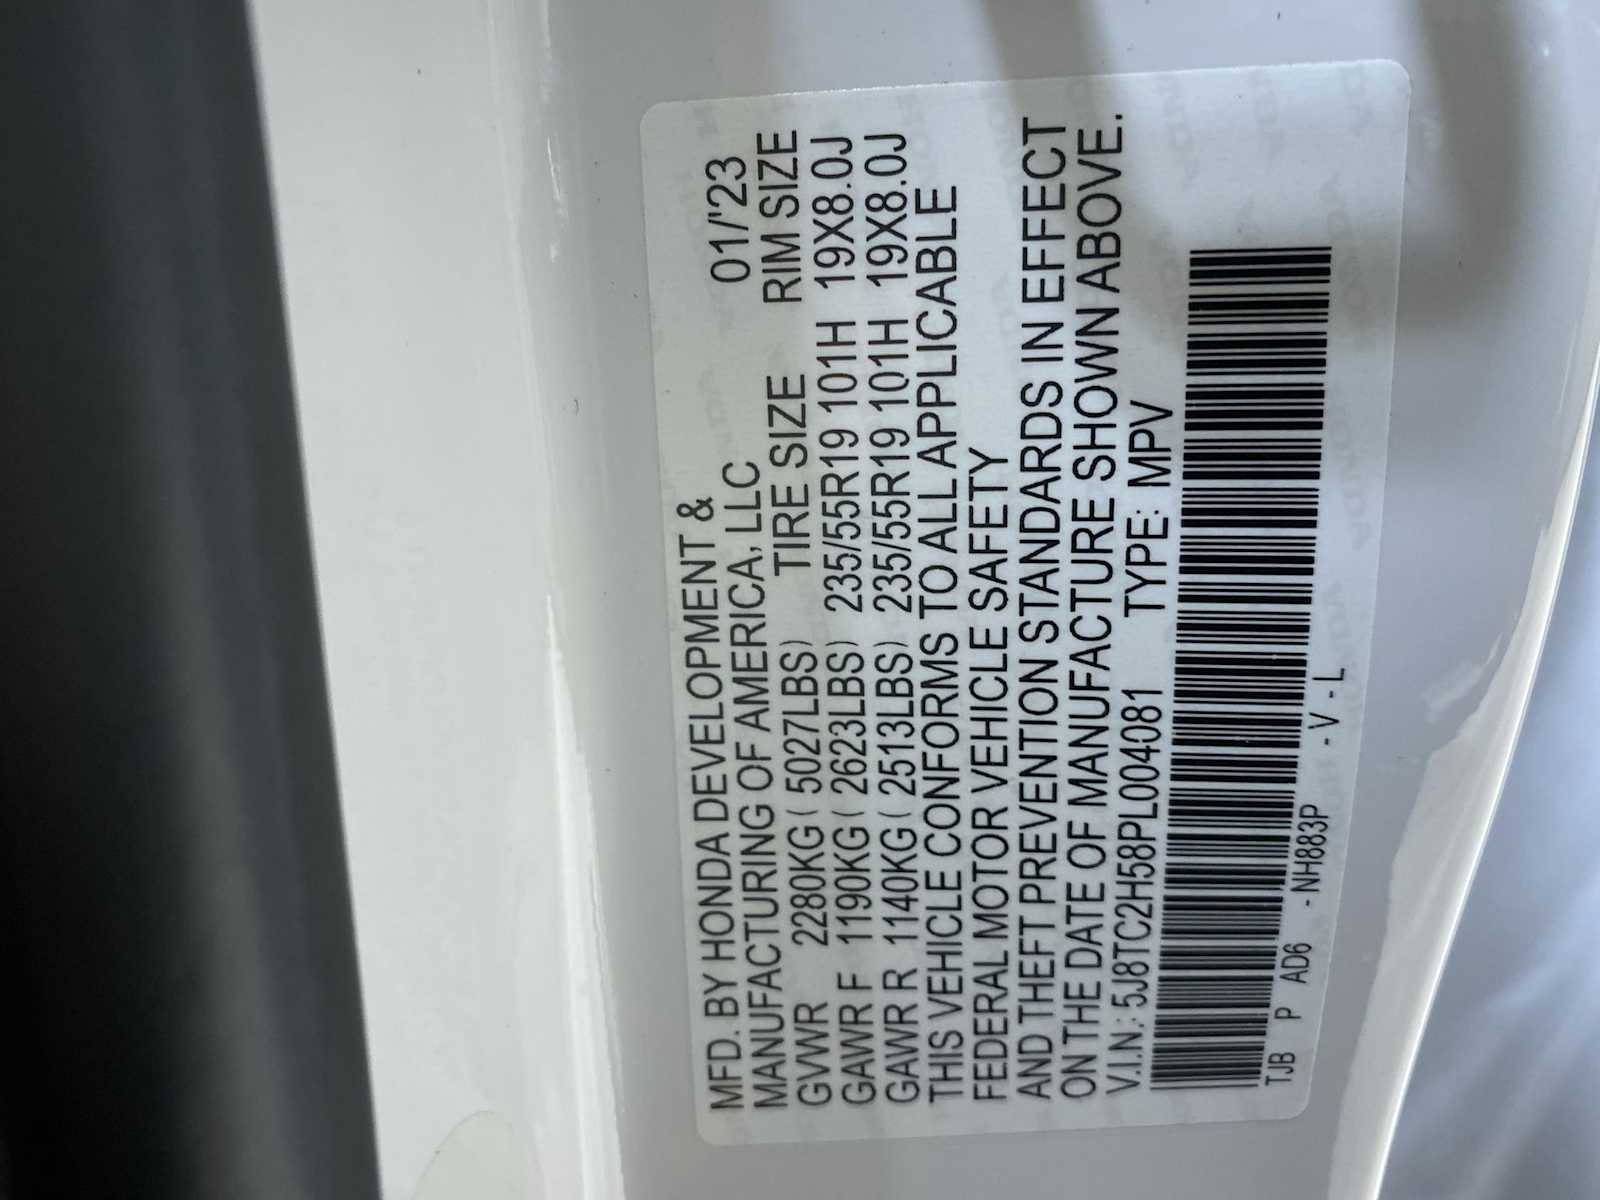 MFD. BY HONDA DEVELOPMENT &
MANUFACTURING OF AMERICA, LLC 01/'23
GVWR 2280KG ( 5027LBS) TIRE SIZE RIM SIZE
GAWR F 1190KG ( 2623LBS) 235/55R19 101H 19X8.0J
GAWR R 1140KG ( 2513LBS) 235/55R19 101H 19X8.0J
THIS VEHICLE CONFORMS TO ALL APPLICABLE
FEDERAL MOTOR VEHICLE SAFETY
AND THEFT PREVENTION STANDARDS IN EFFECT
ON THE DATE OF MANUFACTURE SHOWN ABOVE.
V.I.N.: 5J8TC2H58PL004081 TYPE: MPV
TJB P AD6 - NH883P - V - L